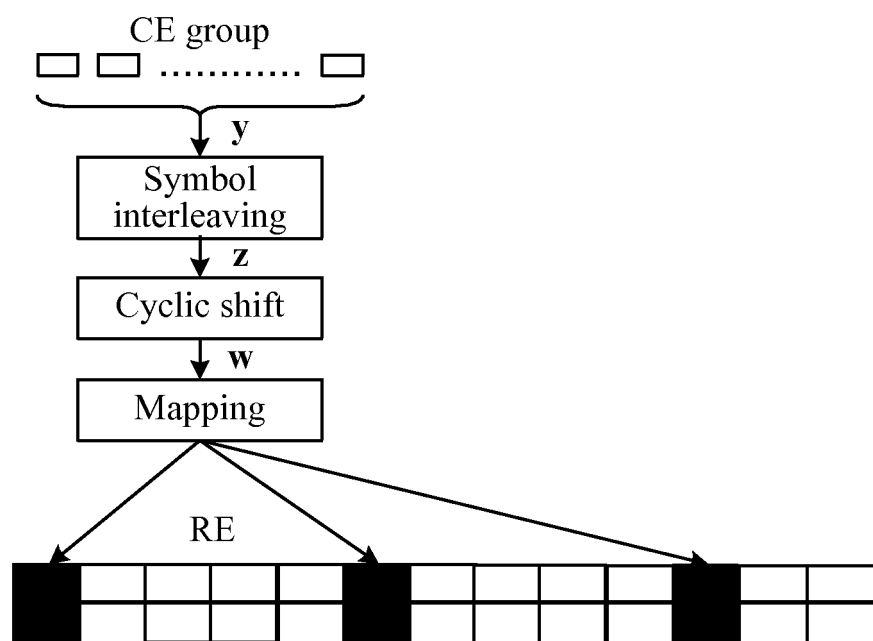 CE group
y
Symbol
interleaving
z
Cyclic shift
w
Mapping
RE